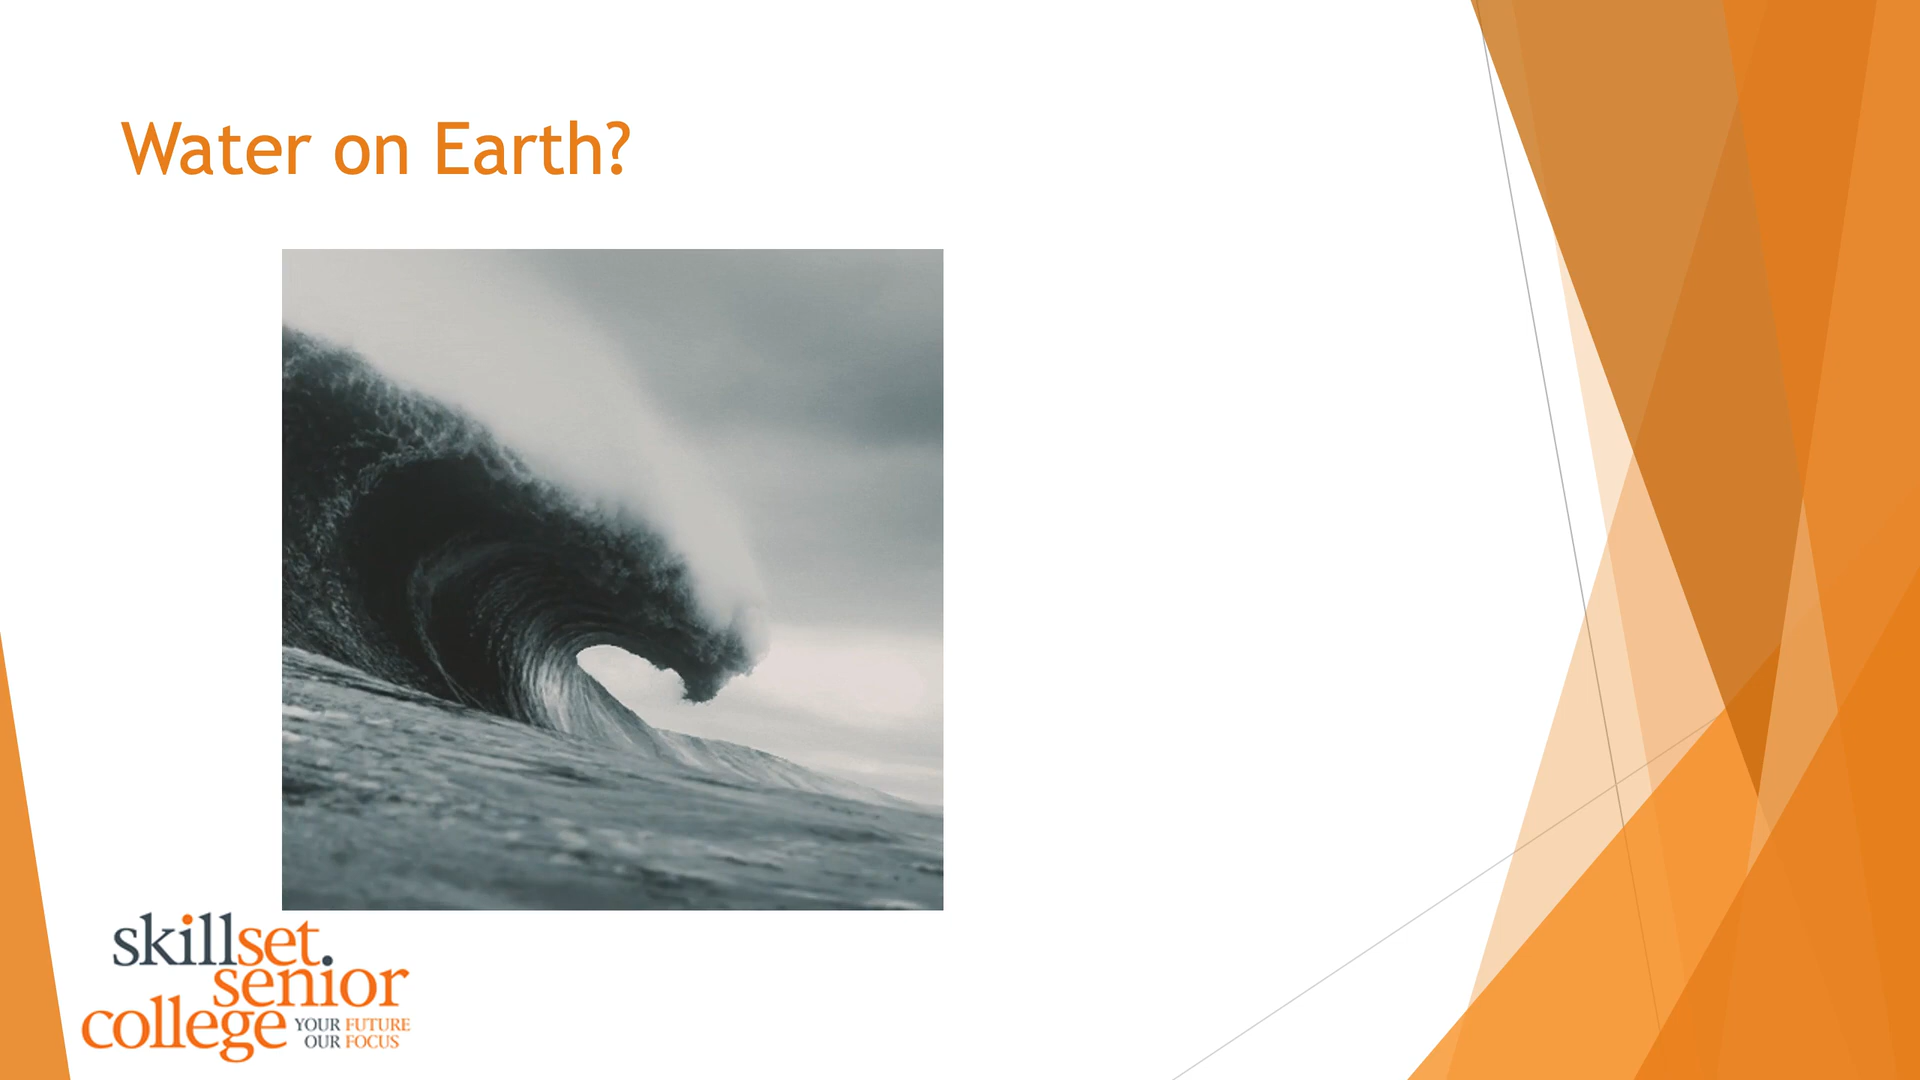 Water on Earth?
skillset.
senior
college YOUR FUTURE
OUR FOCUS